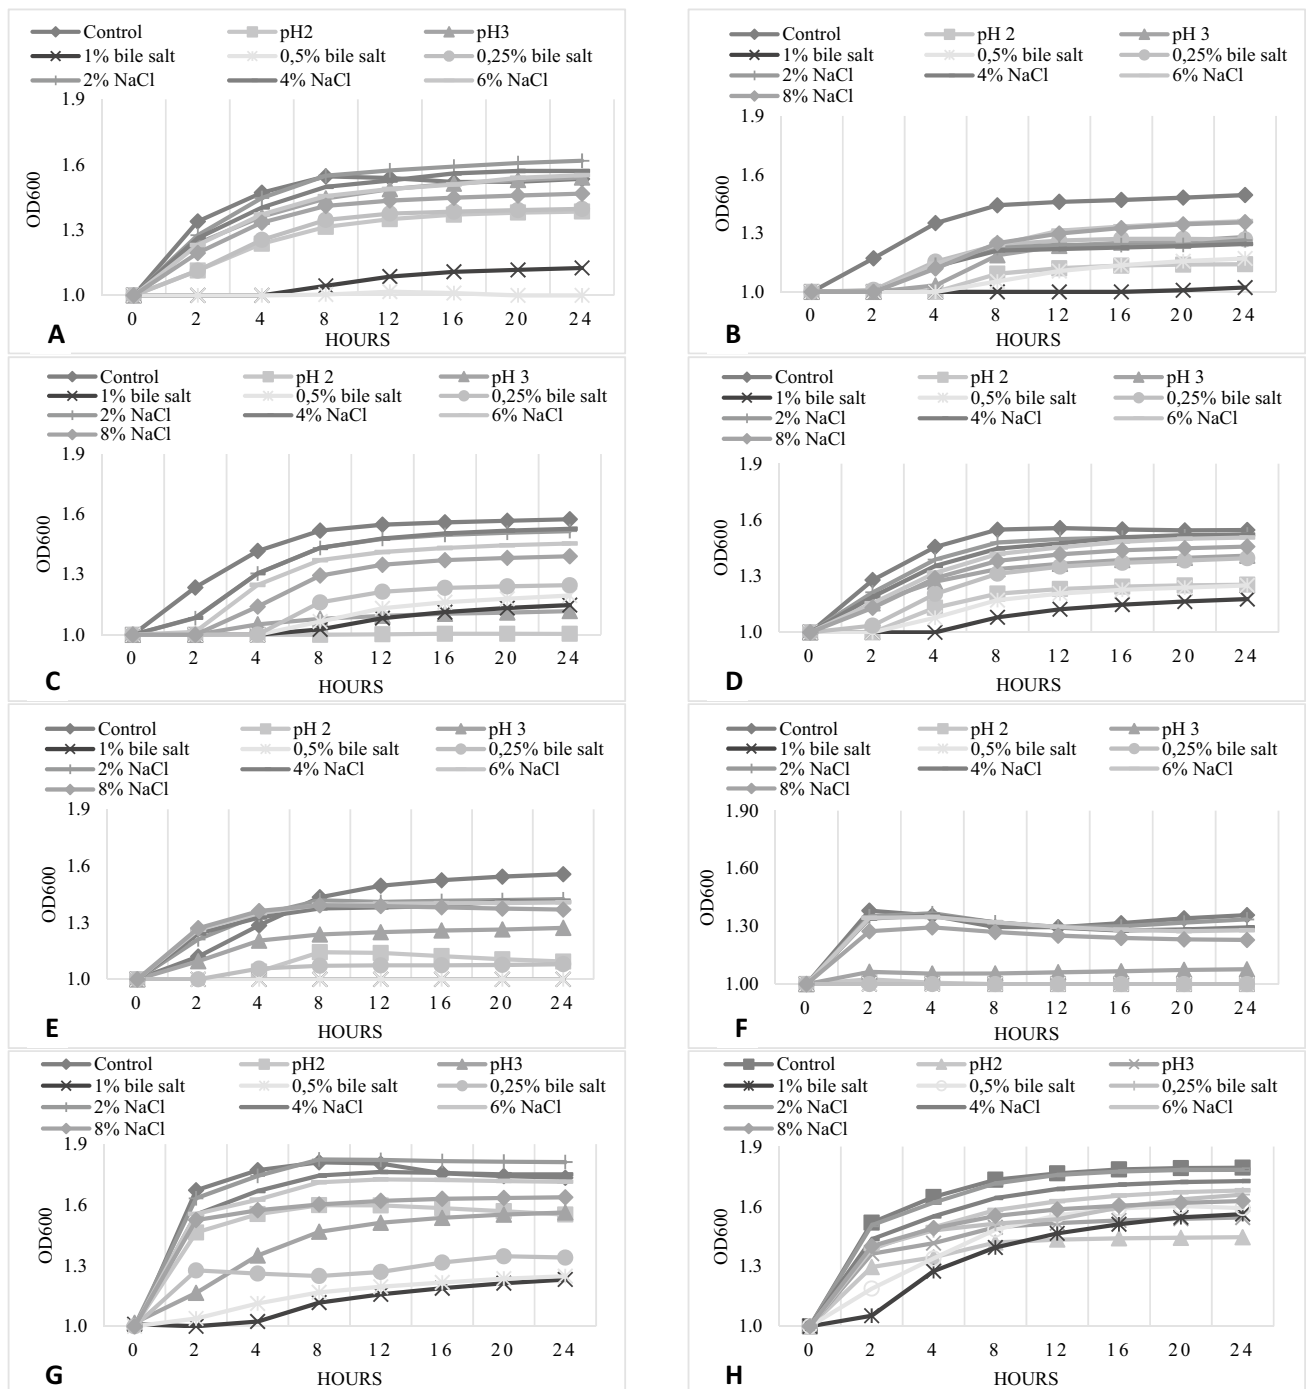 Control pH2 pH3
1% bile salt 0,5% bile salt 0,25% bile salt
2% NaCl 4% NaCl 6% NaCl
1.9
1.6
1.3
1.0
OD600
0 2 4 8 12 16 20 24
HOURS
A
Control pH 2 pH 3
1% bile salt 0,5% bile salt 0,25% bile salt
2% NaCl 4% NaCl 6% NaCl
8% NaCl
1.9
1.6
1.3
1.0
OD600
0 2 4 8 12 16 20 24
HOURS
B
Control pH 2 pH 3
1% bile salt 0,5% bile salt 0,25% bile salt
2% NaCl 4% NaCl 6% NaCl
8% NaCl
1.9
1.6
1.3
1.0
OD600
0 2 4 8 12 16 20 24
HOURS
C
Control pH 2 pH 3
1% bile salt 0,5% bile salt 0,25% bile salt
2% NaCl 4% NaCl 6% NaCl
8% NaCl
1.9
1.6
1.3
1.0
OD600
0 2 4 8 12 16 20 24
HOURS
D
Control pH 2 pH 3
1% bile salt 0,5% bile salt 0,25% bile salt
2% NaCl 4% NaCl 6% NaCl
8% NaCl
1.9
1.6
1.3
1.0
OD600
0 2 4 8 12 16 20 24
HOURS
E
Control pH 2 pH 3
1% bile salt 0,5% bile salt 0,25% bile salt
2% NaCl 4% NaCl 6% NaCl
8% NaCl
1.90
1.60
1.30
1.00
OD600
0 2 4 8 12 16 20 24
HOURS
F
Control pH2 pH3
1% bile salt 0,5% bile salt 0,25% bile salt
2% NaCl 4% NaCl 6% NaCl
8% NaCl
1.9
1.6
1.3
1.0
OD600
0 2 4 8 12 16 20 24
HOURS
G
Control pH2 pH3
1% bile salt 0,5% bile salt 0,25% bile salt
2% NaCl 4% NaCl 6% NaCl
8% NaCl
1.9
1.6
1.3
1.0
OD600
0 2 4 8 12 16 20 24
HOURS
H